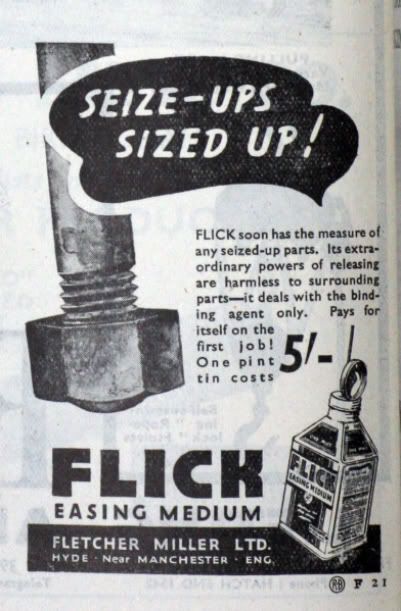 SEIZE-UPS
SIZED UP!
FLICK soon has the measure of
any seized-up parts. Its extra-
ordinary powers of releasing
are harmless to surrounding
parts—it deals with the bind-
ing agent only. Pays for
itself on the
first job!
One pint
tin costs
5/-
FLICK
EASING MEDIUM
FLICK
EASING MEDIUM
FLETCHER MILLER LTD.
HYDE · Near MANCHESTER · ENG.
RB F 21